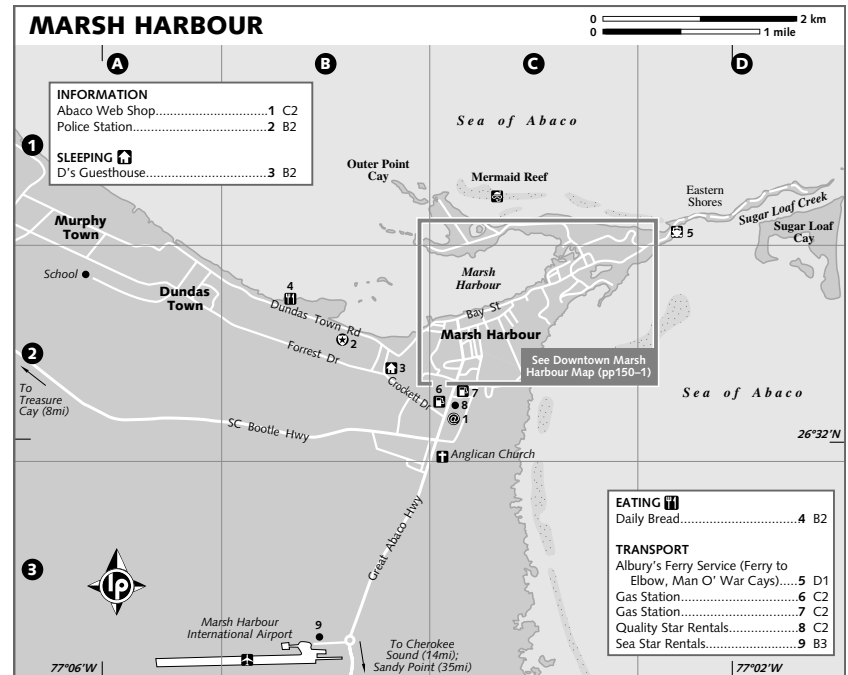 MARSH HARBOUR
0 2 km
0 1 mile
A B C D
INFORMATION
Abaco Web Shop..............................1 C2
Police Station....................................2 B2
SLEEPING
D's Guesthouse.................................3 B2
1
Sea of Abaco
Outer Point
Cay
Mermaid Reef
Eastern
Shores
Sugar Loaf Creek
Sugar Loaf
Cay
5
Murphy
Town
School
Dundas
Town
4
Dundas Town Rd
2
Marsh
Harbour
Bay St
Marsh Harbour
Forrest Dr
3
See Downtown Marsh
Harbour Map (pp150–1)
2
To
Treasure
Cay (8mi)
Crockett Dr
6
7
8
1
Sea of Abaco
SC Bootle Hwy
26°32'N
Anglican Church
Great Abaco Hwy
EATING
Daily Bread................................4 B2
TRANSPORT
Albury's Ferry Service (Ferry to
Elbow, Man O' War Cays).....5 D1
Gas Station................................6 C2
Gas Station................................7 C2
Quality Star Rentals...................8 C2
Sea Star Rentals........................9 B3
3
lp
Marsh Harbour
International Airport
9
To Cherokee
Sound (14mi);
Sandy Point (35mi)
77°06'W
77°02'W